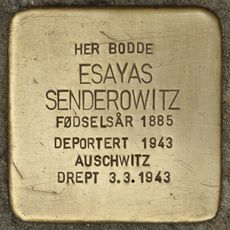 HER BODDE
ESAYAS
SENDEROWITZ
FØDSELSÅR 1885
DEPORTERT 1943
AUSCHWITZ
DREPT 3.3.1943